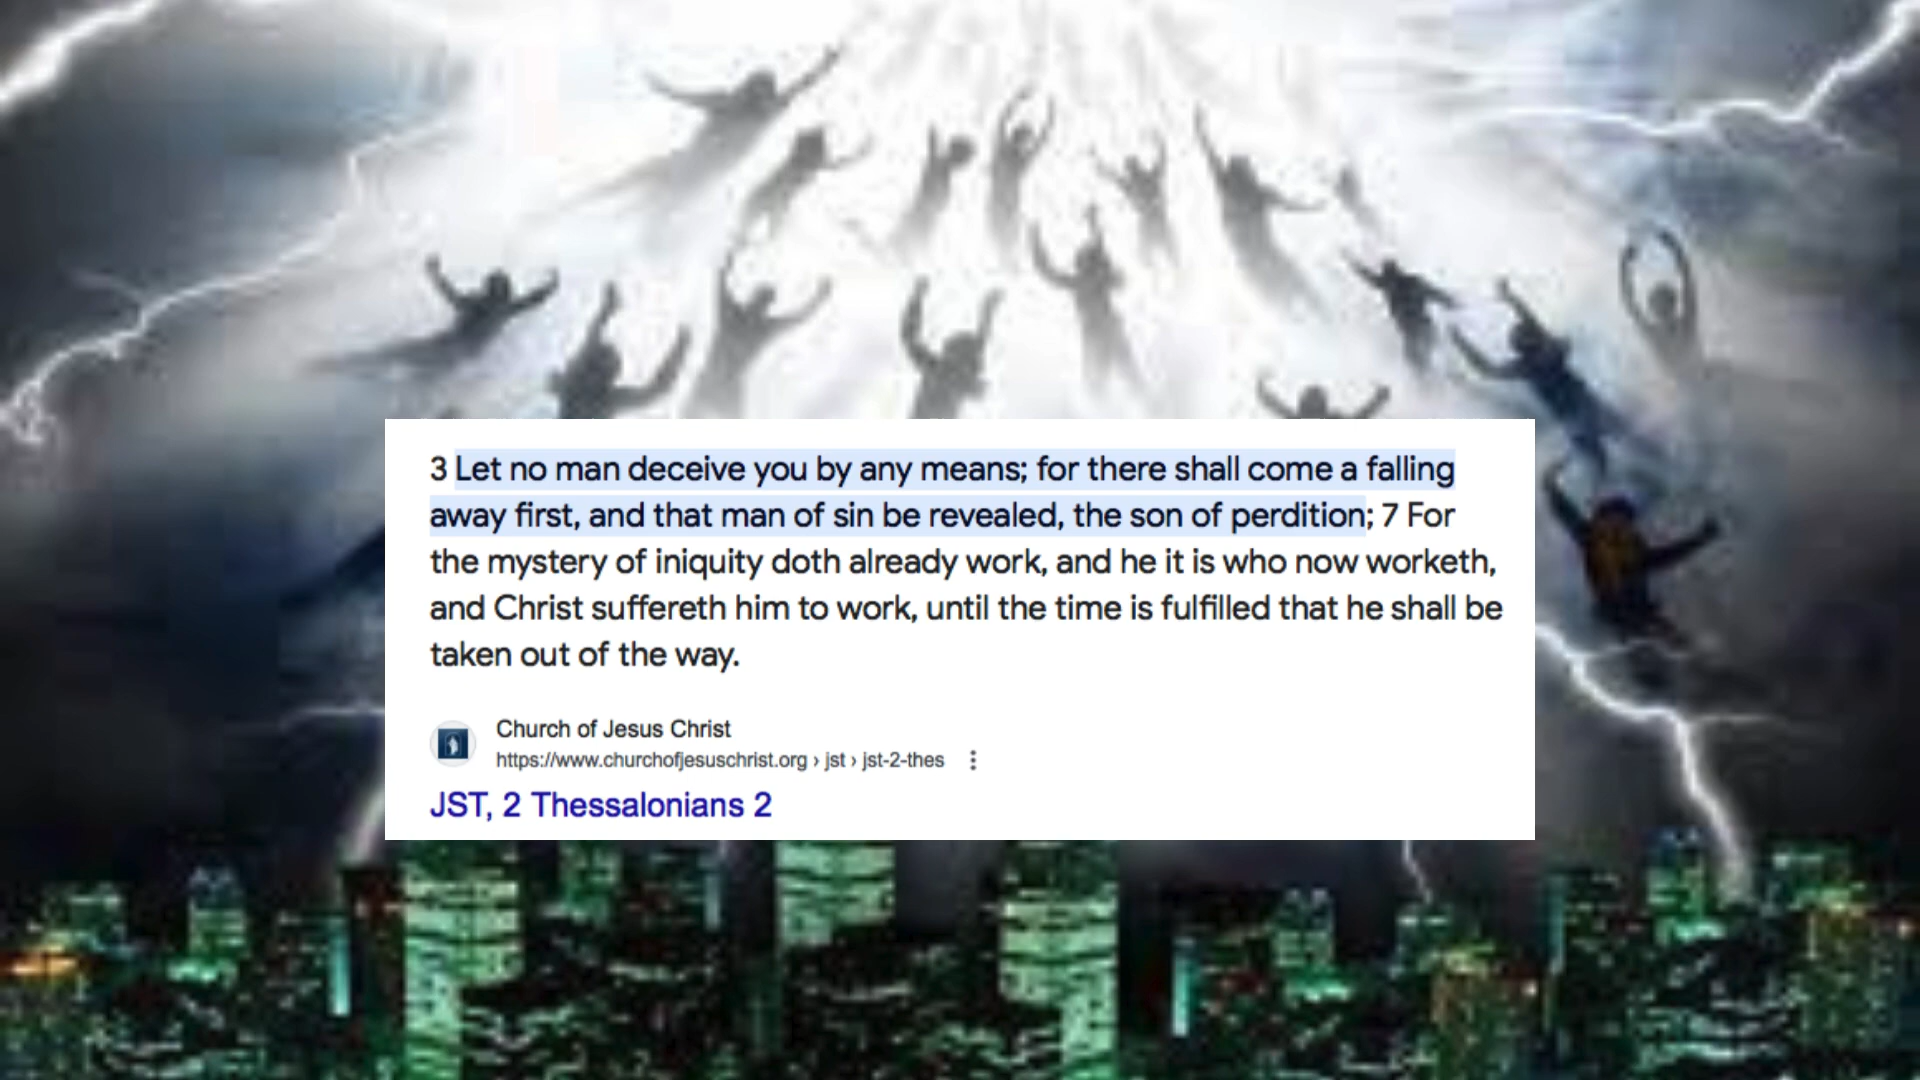 3 Let no man deceive you by any means; for there shall come a falling
away first, and that man of sin be revealed, the son of perdition; 7 For
the mystery of iniquity doth already work, and he it is who now worketh,
and Christ suffereth him to work, until the time is fulfilled that he shall be
taken out of the way.
Church of Jesus Christ
https://www.churchofjesuschrist.org › jst › jst-2-thes
JST, 2 Thessalonians 2